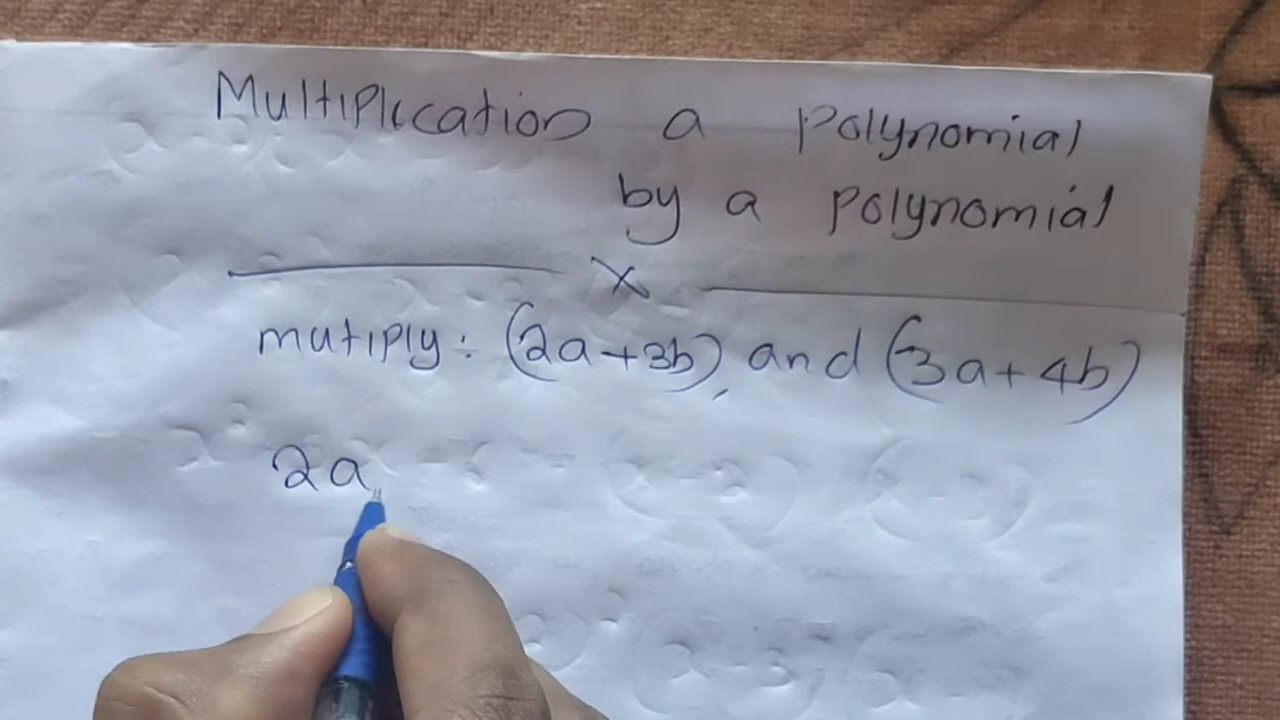 Multiplication a polynomial
by a polynomial
x
mutiply: (2a+3b), and (3a+4b)
2a